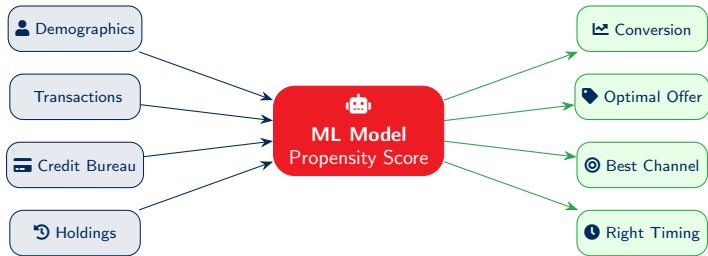 Demographics
Transactions
Credit Bureau
Holdings
ML Model
Propensity Score
Conversion
Optimal Offer
Best Channel
Right Timing